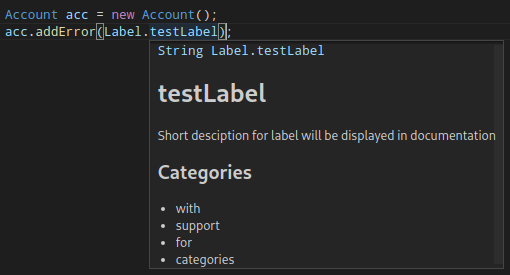 Account acc = new Account();
acc.addError(Label.testLabel);
String Label.testLabel
testLabel
Short desciption for label will be displayed in documentation
Categories
• with
• support
• for
• categories